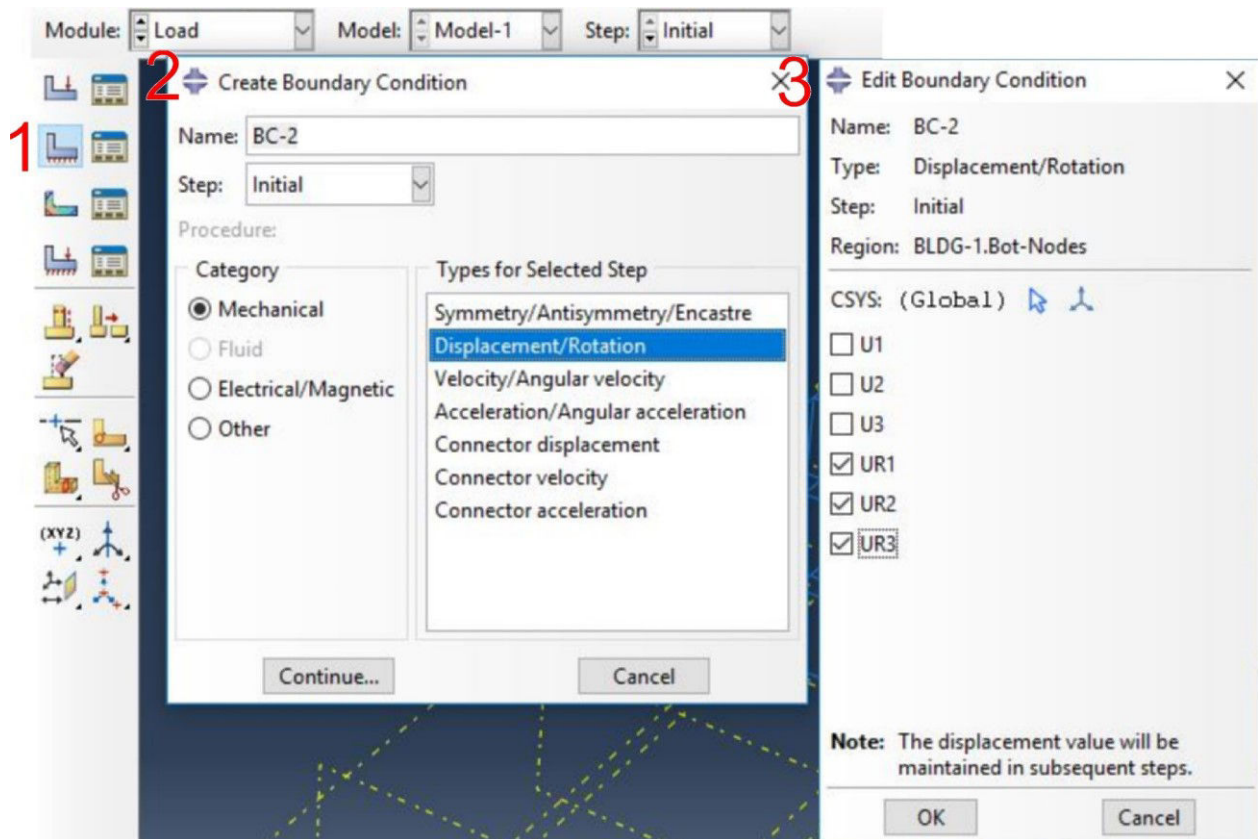 Module: Load Model: Model-1 Step: Initial
1
2
Create Boundary Condition
Name: BC-2
Step: Initial
Procedure:
Category
Mechanical
Fluid
Electrical/Magnetic
Other
Types for Selected Step
Symmetry/Antisymmetry/Encastre
Displacement/Rotation
Velocity/Angular velocity
Acceleration/Angular acceleration
Connector displacement
Connector velocity
Connector acceleration
Continue... Cancel
(XYZ)
3
Edit Boundary Condition
Name: BC-2
Type: Displacement/Rotation
Step: Initial
Region: BLDG-1.Bot-Nodes
CSYS: (Global)
U1
U2
U3
UR1
UR2
UR3
Note: The displacement value will be
maintained in subsequent steps.
OK Cancel